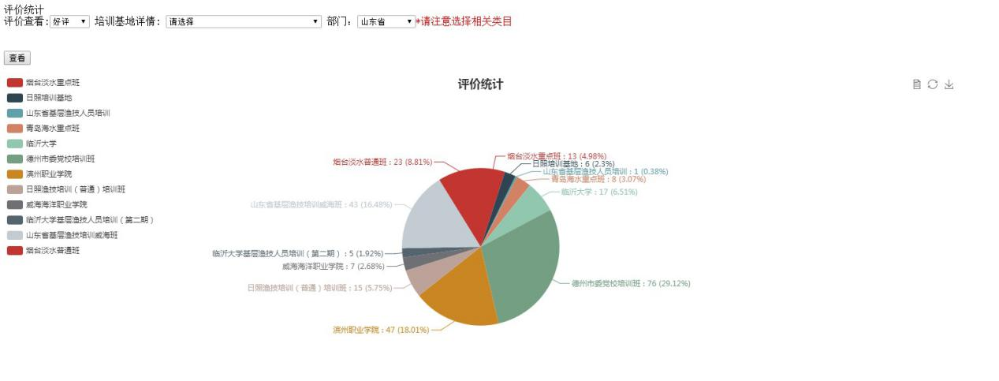 评价统计
评价查看:好评 培训基地详情: 请选择 部门: 山东省 *请注意选择相关类目
查看
评价统计
烟台淡水重点班
日照培训基地
山东省基层渔技人员培训
青岛海水重点班
临沂大学
德州市委党校培训班
滨州职业学院
日照渔技培训（普通）培训班
威海海洋职业学院
临沂大学基层渔技人员培训（第二期）
山东省基层渔技培训威海班
烟台淡水普通班
烟台淡水重点班 : 13 (4.98%)
烟台淡水普通班 : 23 (8.81%)
日照培训基地 : 6 (2.3%)
山东省基层渔技人员培训 : 1 (0.38%)
青岛海水重点班 : 8 (3.07%)
临沂大学 : 17 (6.51%)
山东省基层渔技培训威海班 : 43 (16.48%)
临沂大学基层渔技人员培训（第二期） : 5 (1.92%)
威海海洋职业学院 : 7 (2.68%)
德州市委党校培训班 : 76 (29.12%)
日照渔技培训（普通）培训班 : 15 (5.75%)
滨州职业学院 : 47 (18.01%)